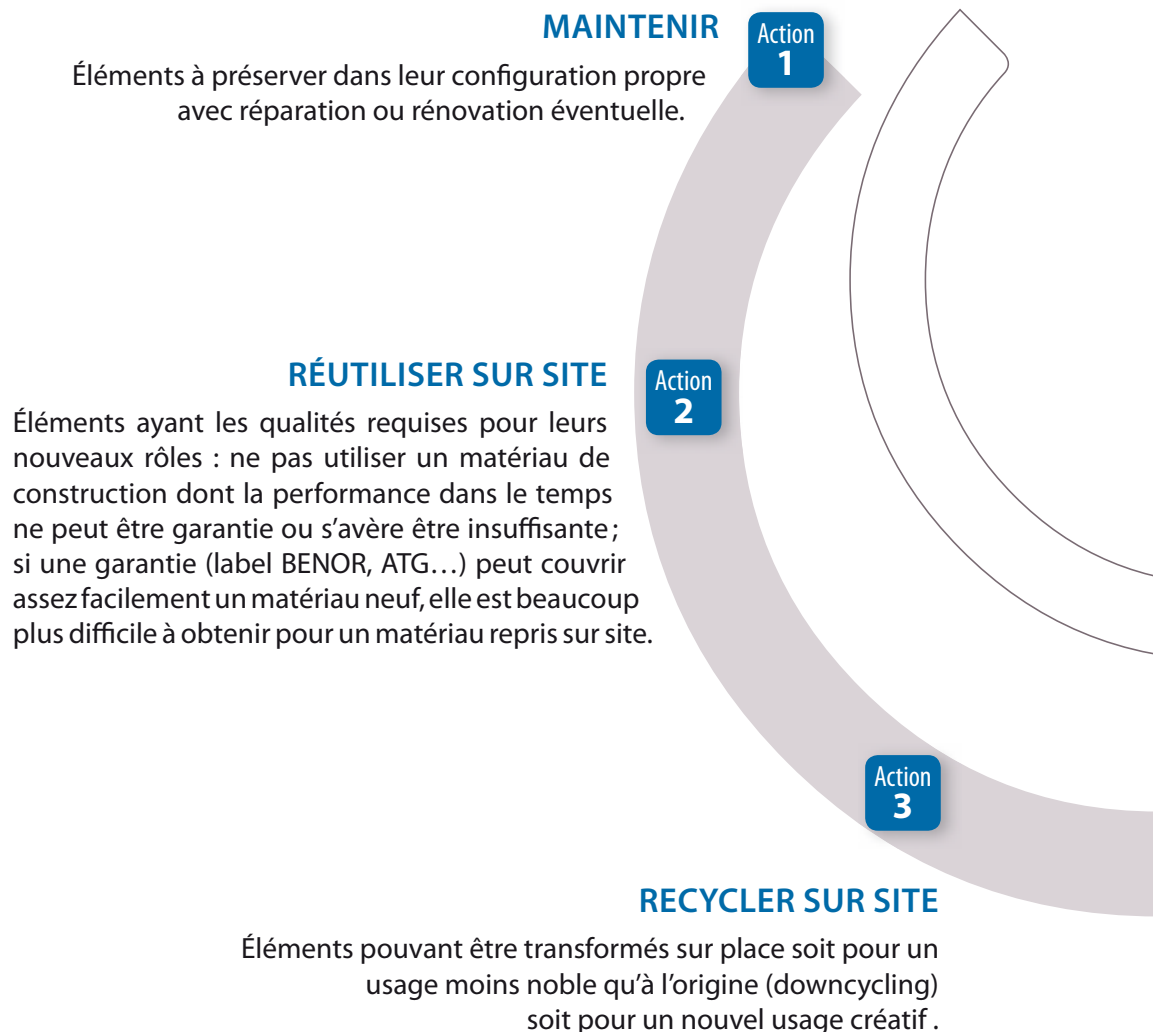 MAINTENIR
Action
1
Éléments à préserver dans leur configuration propre
avec réparation ou rénovation éventuelle.
RÉUTILISER SUR SITE
Action
2
Éléments ayant les qualités requises pour leurs
nouveaux rôles : ne pas utiliser un matériau de
construction dont la performance dans le temps
ne peut être garantie ou s’avère être insuffisante ;
si une garantie (label BENOR, ATG…) peut couvrir
assez facilement un matériau neuf, elle est beaucoup
plus difficile à obtenir pour un matériau repris sur site.
Action
3
RECYCLER SUR SITE
Éléments pouvant être transformés sur place soit pour un
usage moins noble qu’à l’origine (downcycling)
soit pour un nouvel usage créatif .